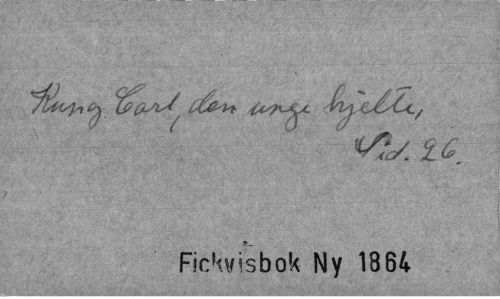 Kung Carl, den unge hjelte,
Sid. 26.
Fickvisbok Ny 1864